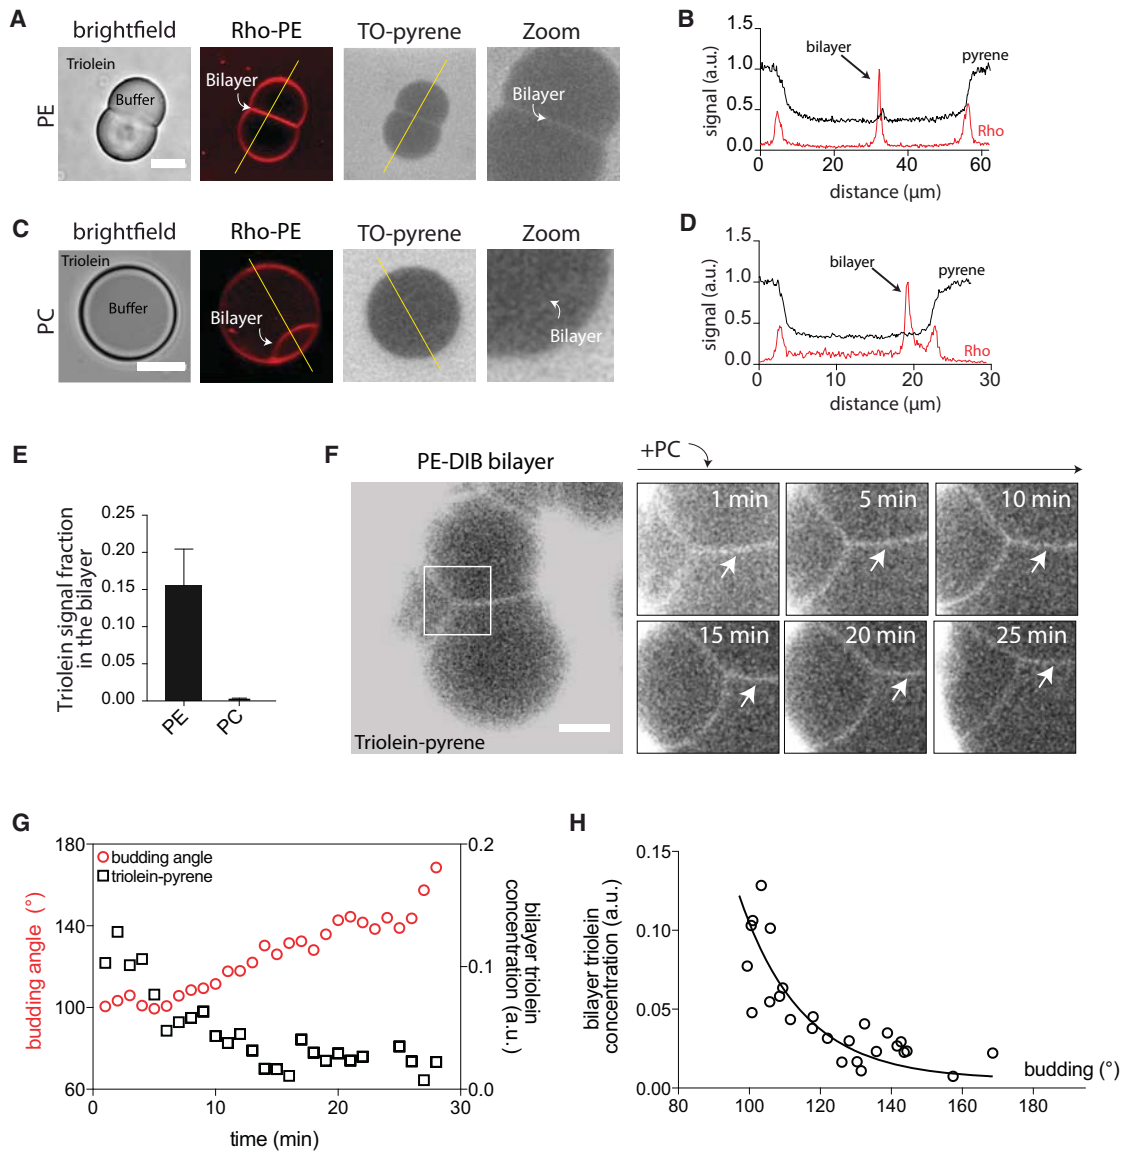 A
brightfield
Rho-PE
TO-pyrene
Zoom
PE
Triolein
Buffer
Bilayer
Bilayer
B
signal (a.u.)
1.5
1.0
0.5
0.0
bilayer
pyrene
Rho
0
20
40
60
distance (μm)
C
brightfield
Rho-PE
TO-pyrene
Zoom
PC
Triolein
Buffer
Bilayer
Bilayer
D
signal (a.u.)
1.5
1.0
0.5
0.0
bilayer
pyrene
Rho
0
10
20
30
distance (μm)
E
Triolein signal fraction
in the bilayer
0.25
0.20
0.15
0.10
0.05
0.00
PE
PC
F
PE-DIB bilayer
Triolein-pyrene
+PC
1 min
5 min
10 min
15 min
20 min
25 min
G
budding angle (°)
180
140
100
60
budding angle
triolein-pyrene
0.2
0.1
0.0
bilayer triolein
concentration (a.u.)
0
10
20
30
time (min)
H
bilayer triolein
concentration (a.u.)
0.15
0.10
0.05
0.00
budding (°)
80
100
120
140
160
180